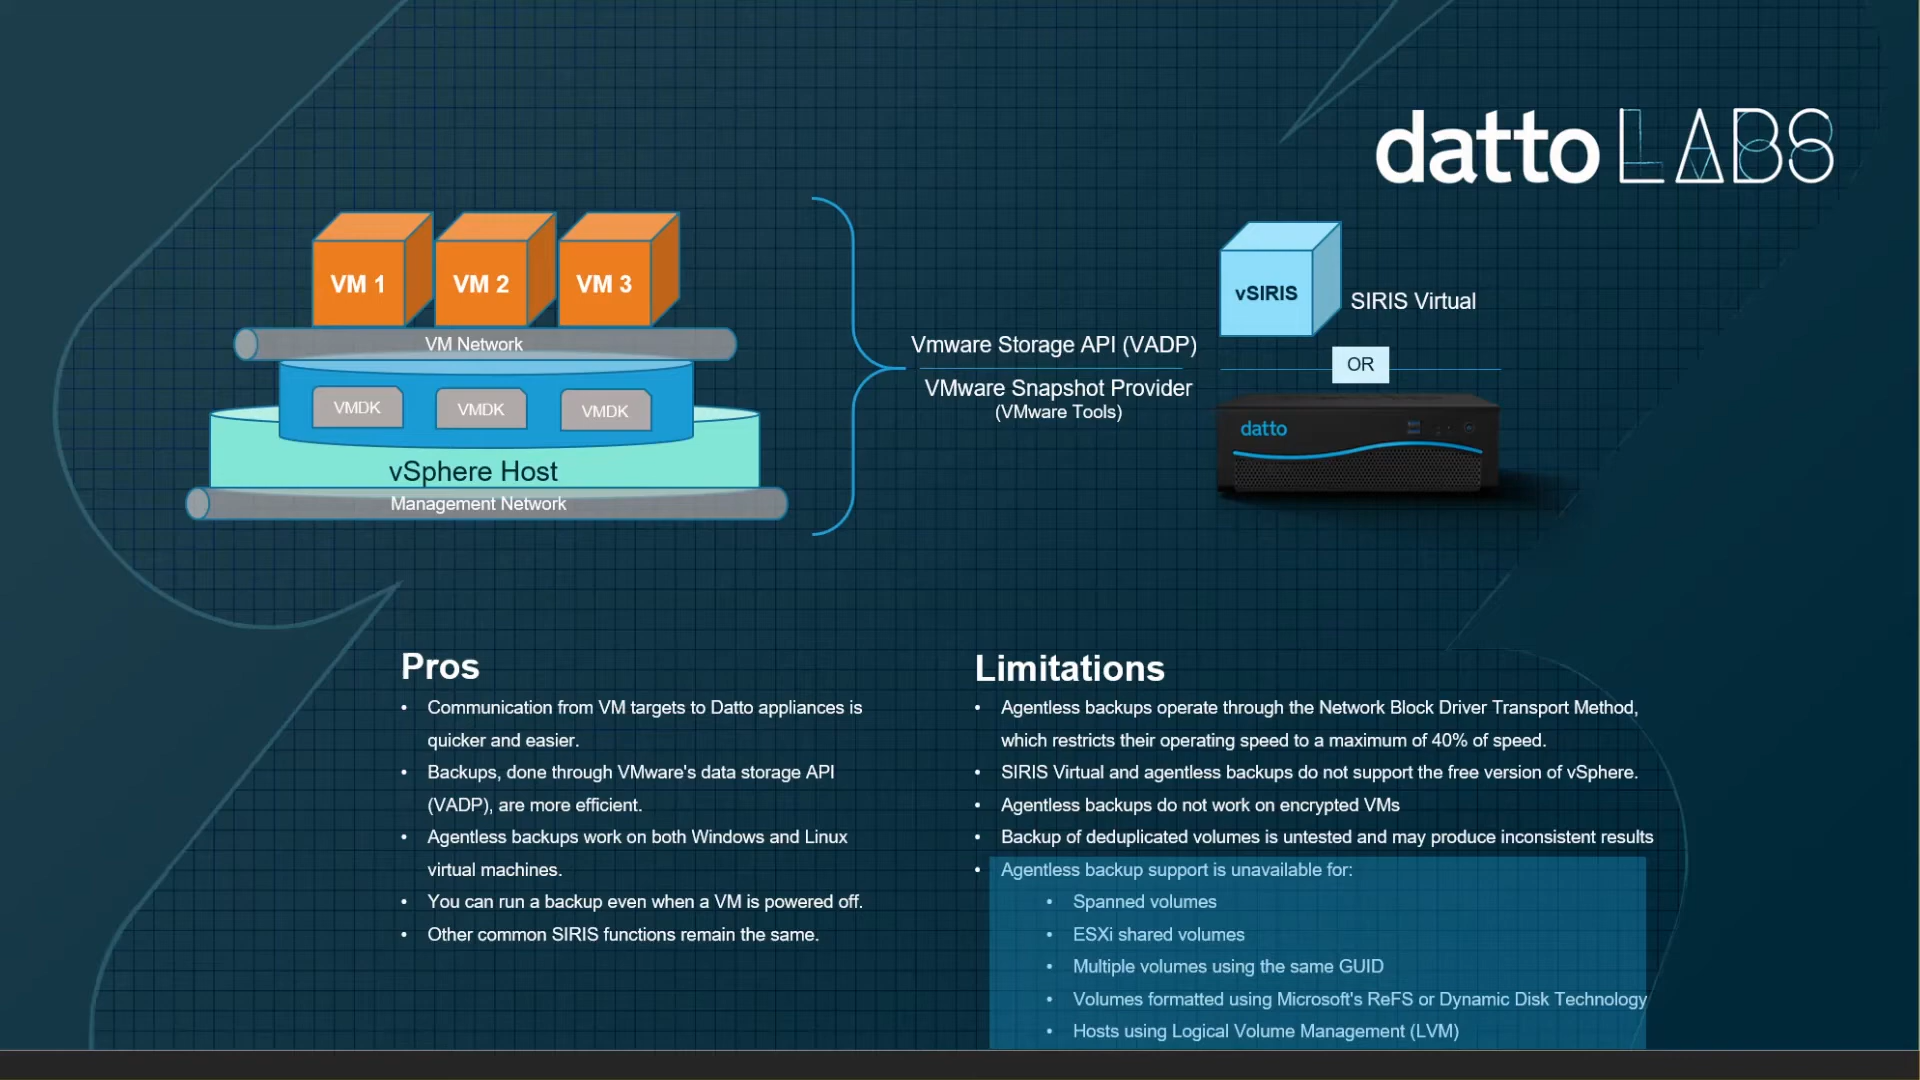 datto LABS
VM 1
VM 2
VM 3
VM Network
VMDK
VMDK
VMDK
vSphere Host
Management Network
Vmware Storage API (VADP)
VMware Snapshot Provider
(VMware Tools)
vSIRIS
SIRIS Virtual
OR
datto
Pros
• Communication from VM targets to Datto appliances is
quicker and easier.
• Backups, done through VMware's data storage API
(VADP), are more efficient.
• Agentless backups work on both Windows and Linux
virtual machines.
• You can run a backup even when a VM is powered off.
• Other common SIRIS functions remain the same.
Limitations
• Agentless backups operate through the Network Block Driver Transport Method,
which restricts their operating speed to a maximum of 40% of speed.
• SIRIS Virtual and agentless backups do not support the free version of vSphere.
• Agentless backups do not work on encrypted VMs
• Backup of deduplicated volumes is untested and may produce inconsistent results
• Agentless backup support is unavailable for:
• Spanned volumes
• ESXi shared volumes
• Multiple volumes using the same GUID
• Volumes formatted using Microsoft's ReFS or Dynamic Disk Technology
• Hosts using Logical Volume Management (LVM)